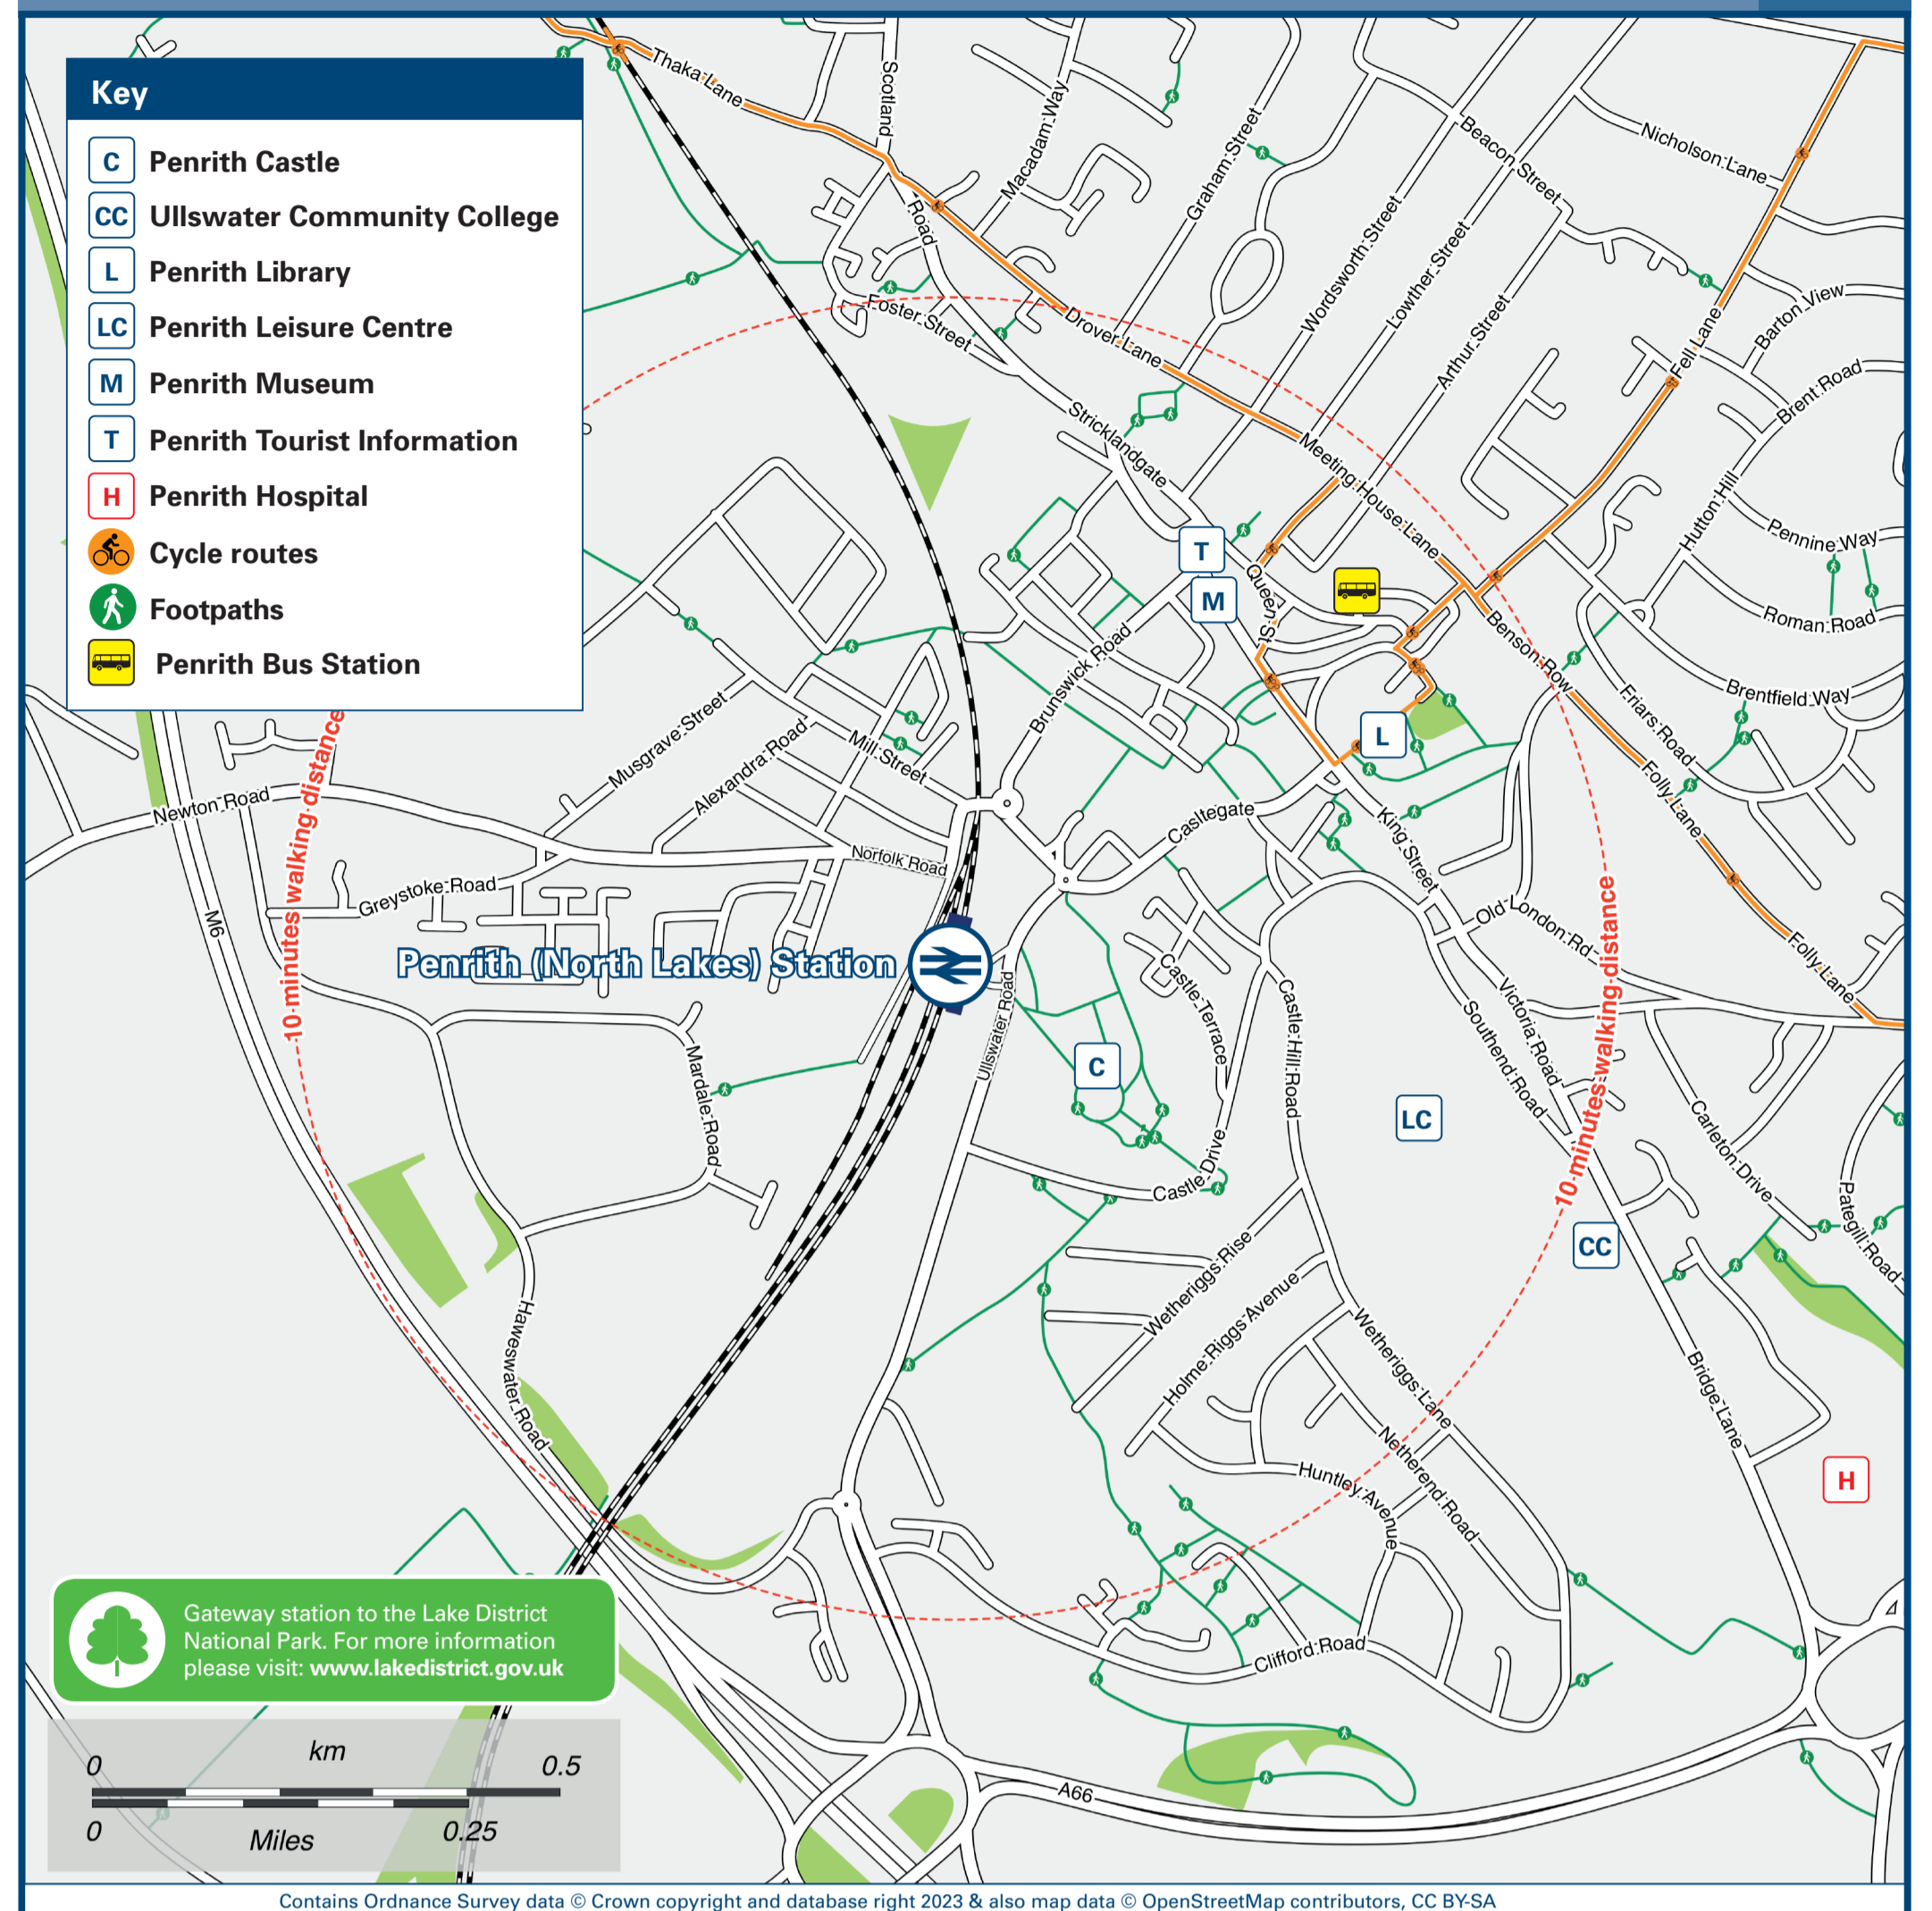 Key
C Penrith Castle
CC Ullswater Community College
L Penrith Library
LC Penrith Leisure Centre
M Penrith Museum
T Penrith Tourist Information
H Penrith Hospital
Cycle routes
Footpaths
Penrith Bus Station
Thaka Lane
Scotland
Road
Macadam Way
Graham Street
Beacon Street
Nicholson Lane
Wordsworth Street
Lowther Street
Arthur Street
Foster Street
Drover Lane
Fell Lane
Barton View
Brent Road
Stricklandgate
Meeting House Lane
Hutton Hill
Pennine Way
Roman Road
T
M
Queen St
Benson Row
Brunswick Road
Friars Road
Brentfield Way
L
Musgrave Street
Alexandra Road
Mill Street
Newton Road
10 minutes walking distance
Norfolk Road
Casltegate
King Street
Folly Lane
Greystoke Road
M6
Old London Rd
10 minutes walking distance
Folly Lane
Penrith (North Lakes) Station
Ullswater Road
Castle Terrace
Castle Hill Road
Victoria Road
Southend Road
C
LC
Mardale Road
Carleton Drive
Castle Drive
Pategill Road
CC
Wetheriggs Rise
Holme Riggs Avenue
Haweswater Road
Wetheriggs Lane
Bridge Lane
Netherend Road
Huntley Avenue
H
Clifford Road
A66
Gateway station to the Lake District
National Park. For more information
please visit: www.lakedistrict.gov.uk
km
0 0.5
0 0.25
Miles
Contains Ordnance Survey data © Crown copyright and database right 2023 & also map data © OpenStreetMap contributors, CC BY-SA